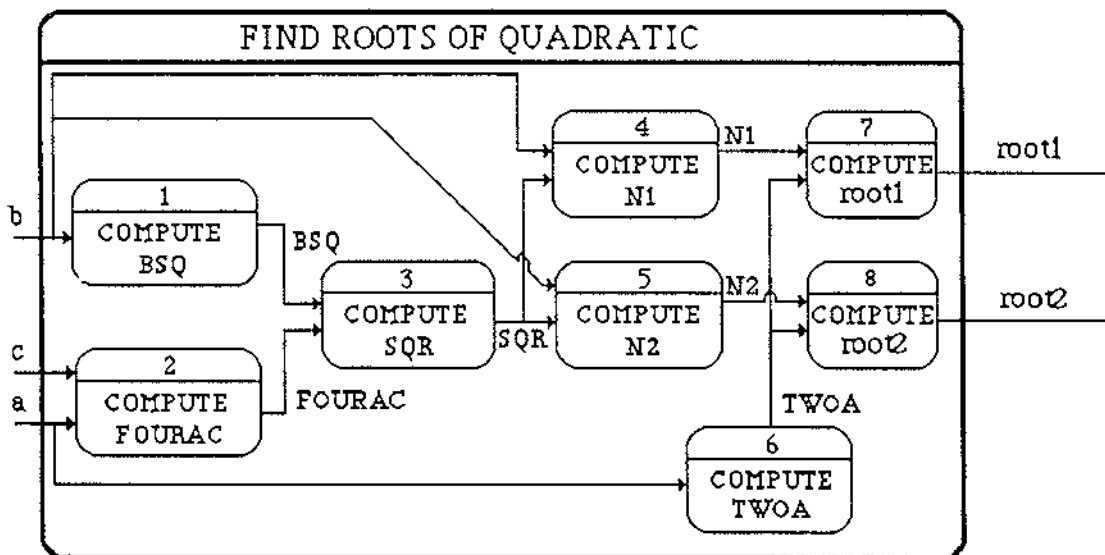 FIND ROOTS OF QUADRATIC
4
COMPUTE
N1
N1
7
COMPUTE
root1
root1
b
1
COMPUTE
BSQ
BSQ
3
COMPUTE
SQR
SQR
5
COMPUTE
N2
N2
8
COMPUTE
root2
root2
c
a
2
COMPUTE
FOURAC
FOURAC
TWOA
6
COMPUTE
TWOA